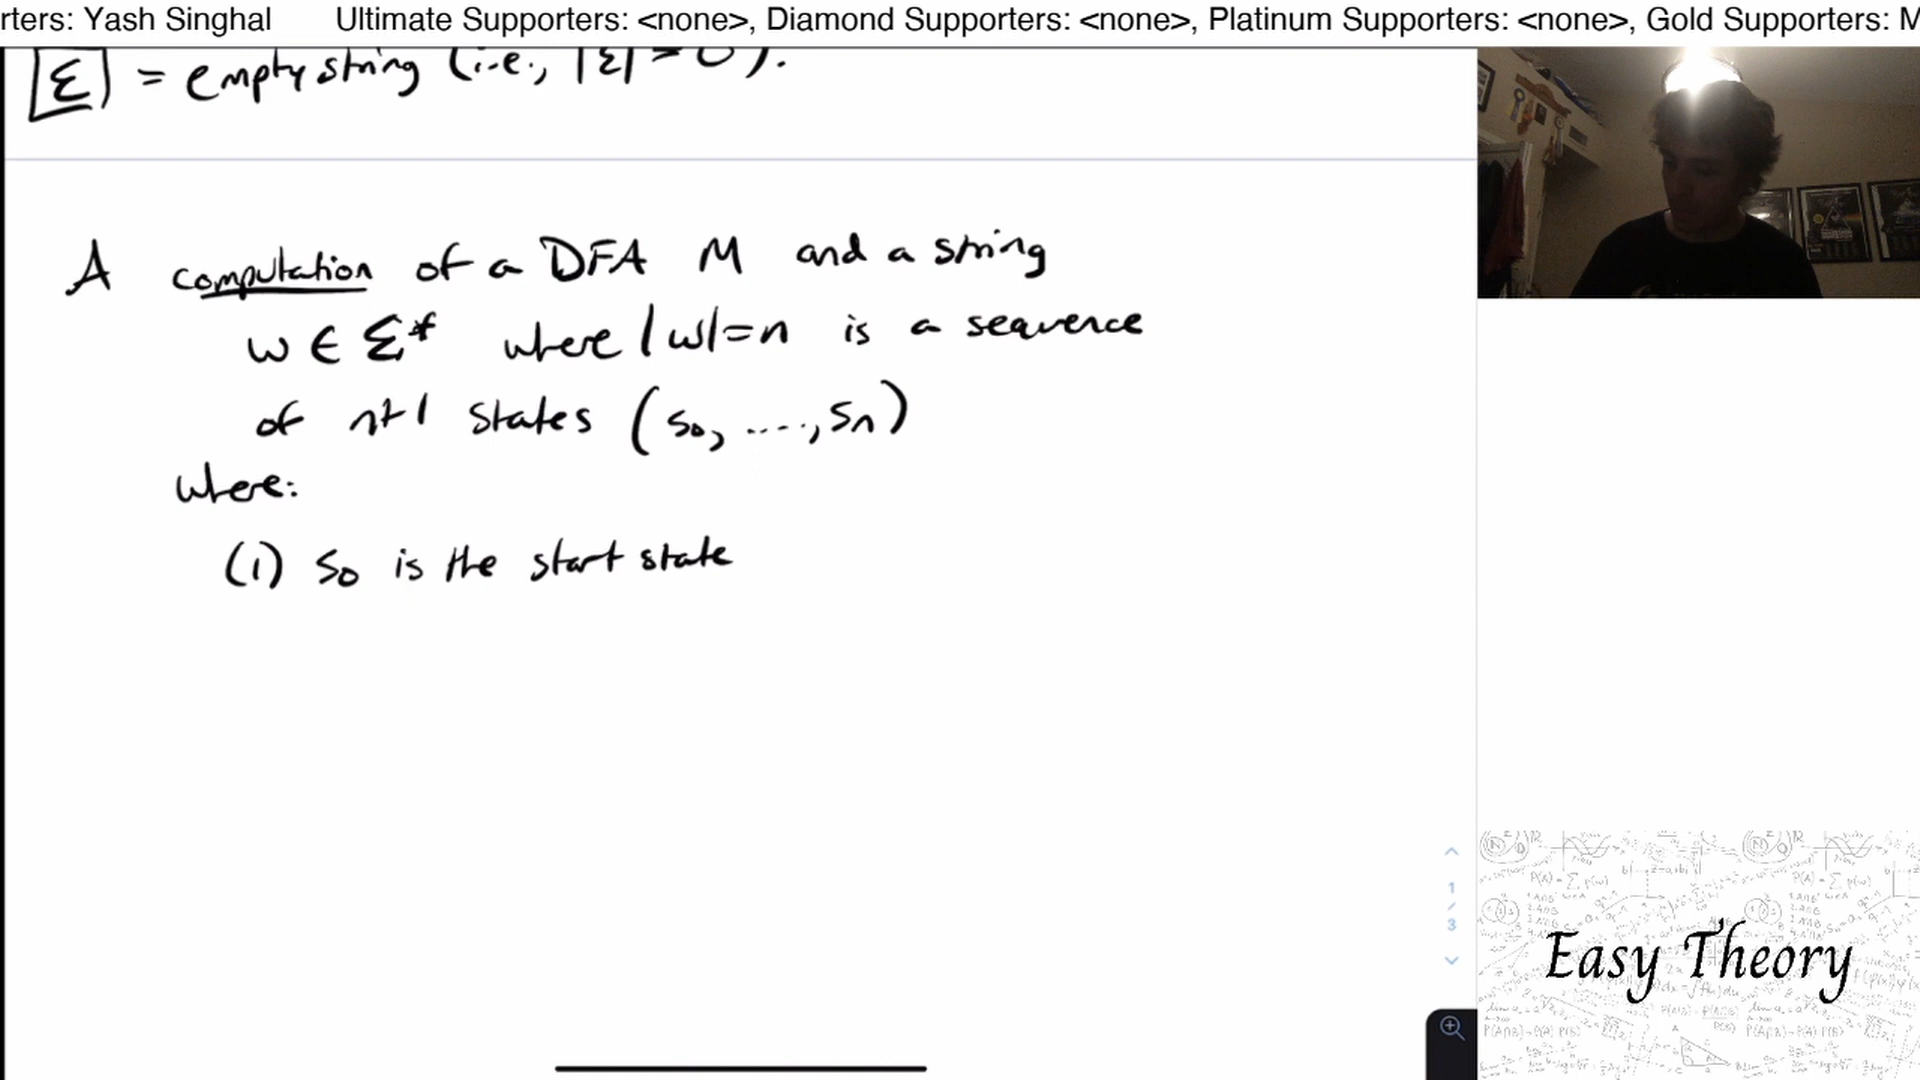 rters: Yash Singhal Ultimate Supporters: <none>, Diamond Supporters: <none>, Platinum Supporters: <none>, Gold Supporters: M
ε = empty string (i.e., |ε| = 0).
A computation of a DFA M and a string
w ∈ Σ* where |w|=n is a sequence
of n+1 states (s₀, ...., sₙ)
where:
(1) s₀ is the start state
1
/
3
Easy Theory